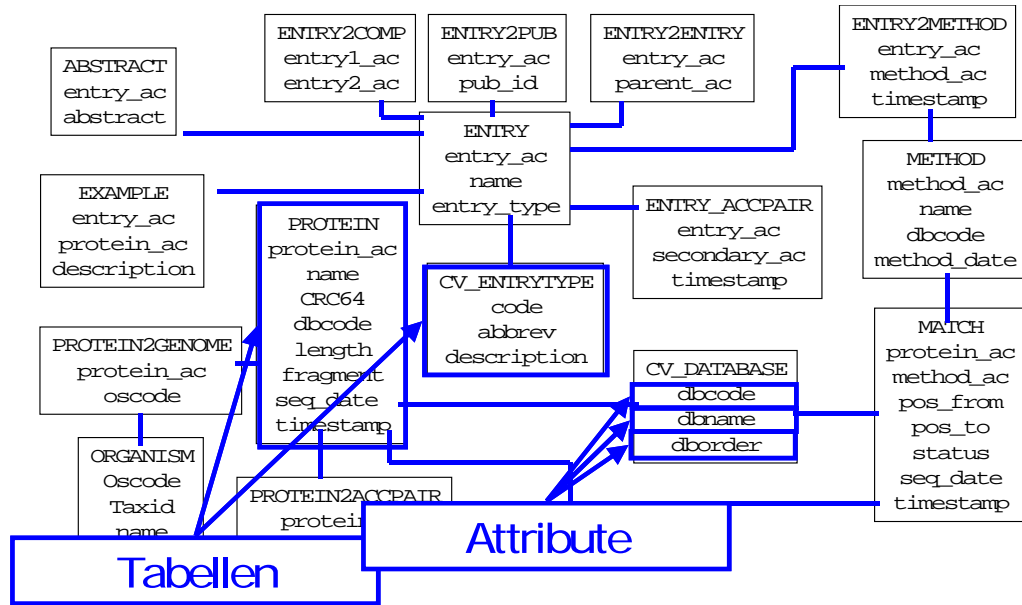 ENTRY2COMP
entry1_ac
entry2_ac
ENTRY2PUB
entry_ac
pub_id
ENTRY2ENTRY
entry_ac
parent_ac
ENTRY2METHOD
entry_ac
method_ac
timestamp
ABSTRACT
entry_ac
abstract
ENTRY
entry_ac
name
entry_type
METHOD
method_ac
name
dbcode
method_date
EXAMPLE
entry_ac
protein_ac
description
PROTEIN
protein_ac
name
CRC64
dbcode
length
fragment
seq_date
timestamp
ENTRY_ACCPAIR
entry_ac
secondary_ac
timestamp
CV_ENTRYTYPE
code
abbrev
description
PROTEIN2GENOME
protein_ac
oscode
CV_DATABASE
dbcode
dbname
dborder
MATCH
protein_ac
method_ac
pos_from
pos_to
status
seq_date
timestamp
ORGANISM
Oscode
Taxid
name
PROTEIN2ACCPAIR
Attribute
Tabellen